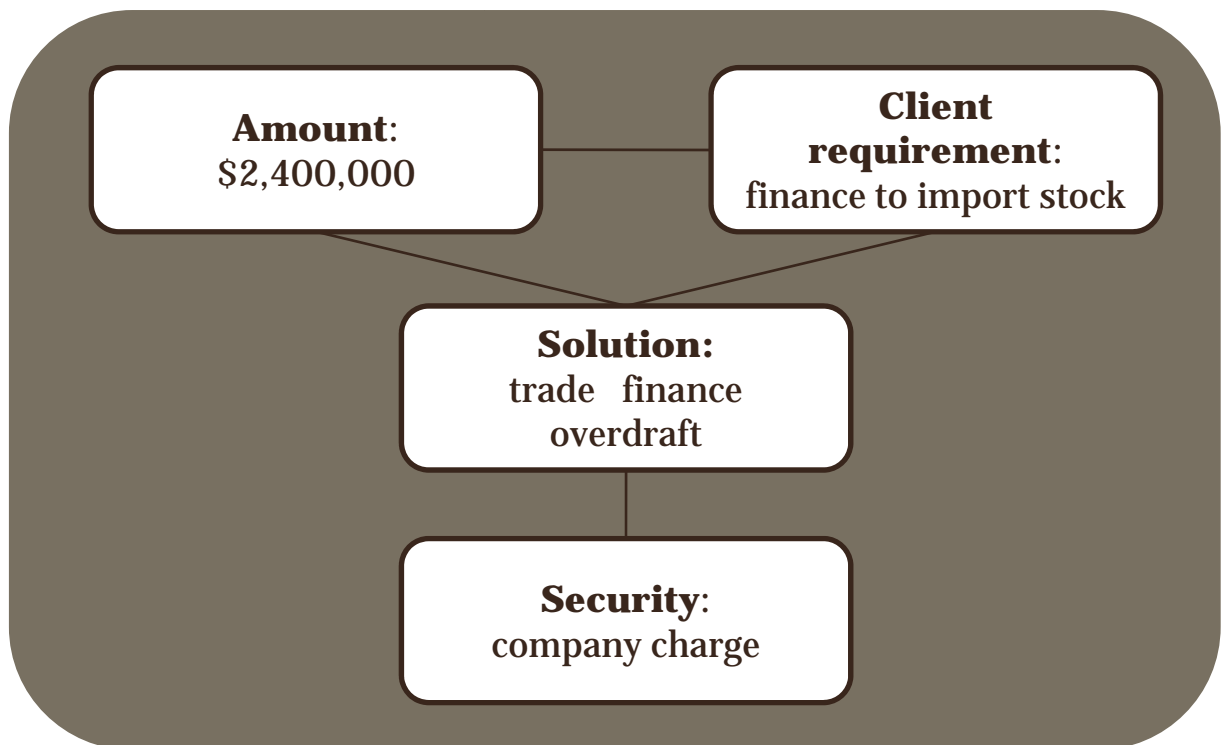 Amount:
$2,400,000
Client
requirement:
finance to import stock
Solution:
trade finance
overdraft
Security:
company charge